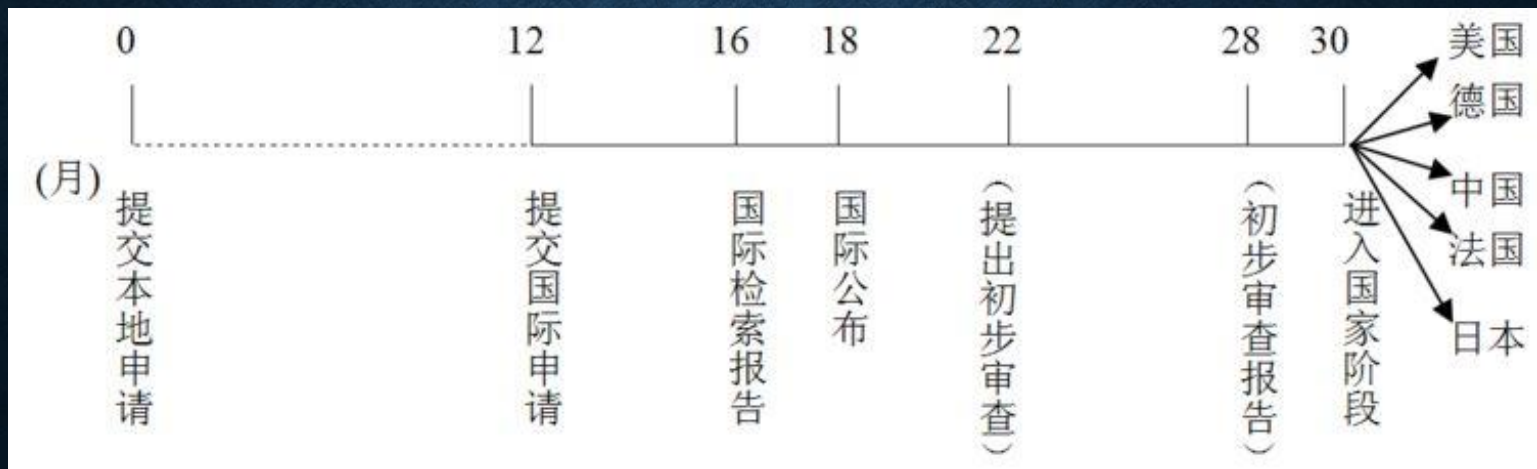 0
12
16
18
22
28
30
(月)
提交本地申请
提交国际申请
国际检索报告
国际公布
（提出初步审查）
（初步审查报告）
进入国家阶段
美国
德国
中国
法国
日本